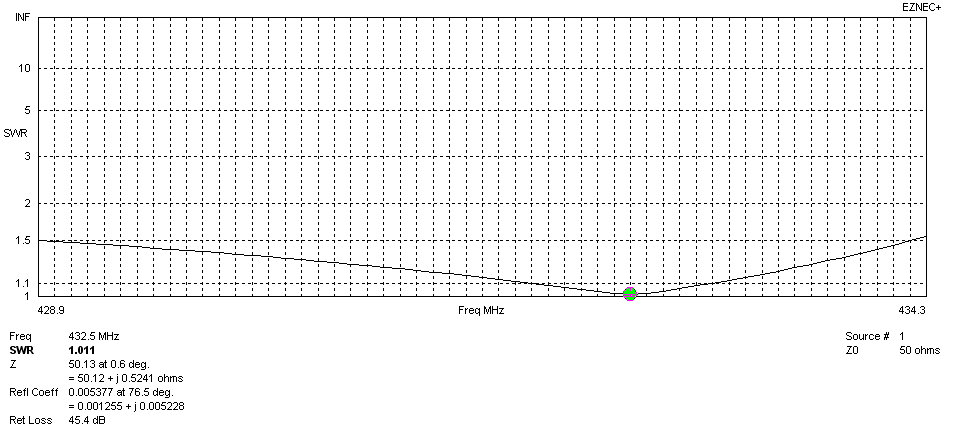 EZNEC+
INF
10
5
SWR
3
2
1.5
1.1
1
428.9 Freq MHz 434.3
Freq 432.5 MHz Source # 1
SWR 1.011 Z0 50 ohms
Z 50.13 at 0.6 deg.
= 50.12 + j 0.5241 ohms
Refl Coeff 0.005377 at 76.5 deg.
= 0.001255 + j 0.005228
Ret Loss 45.4 dB